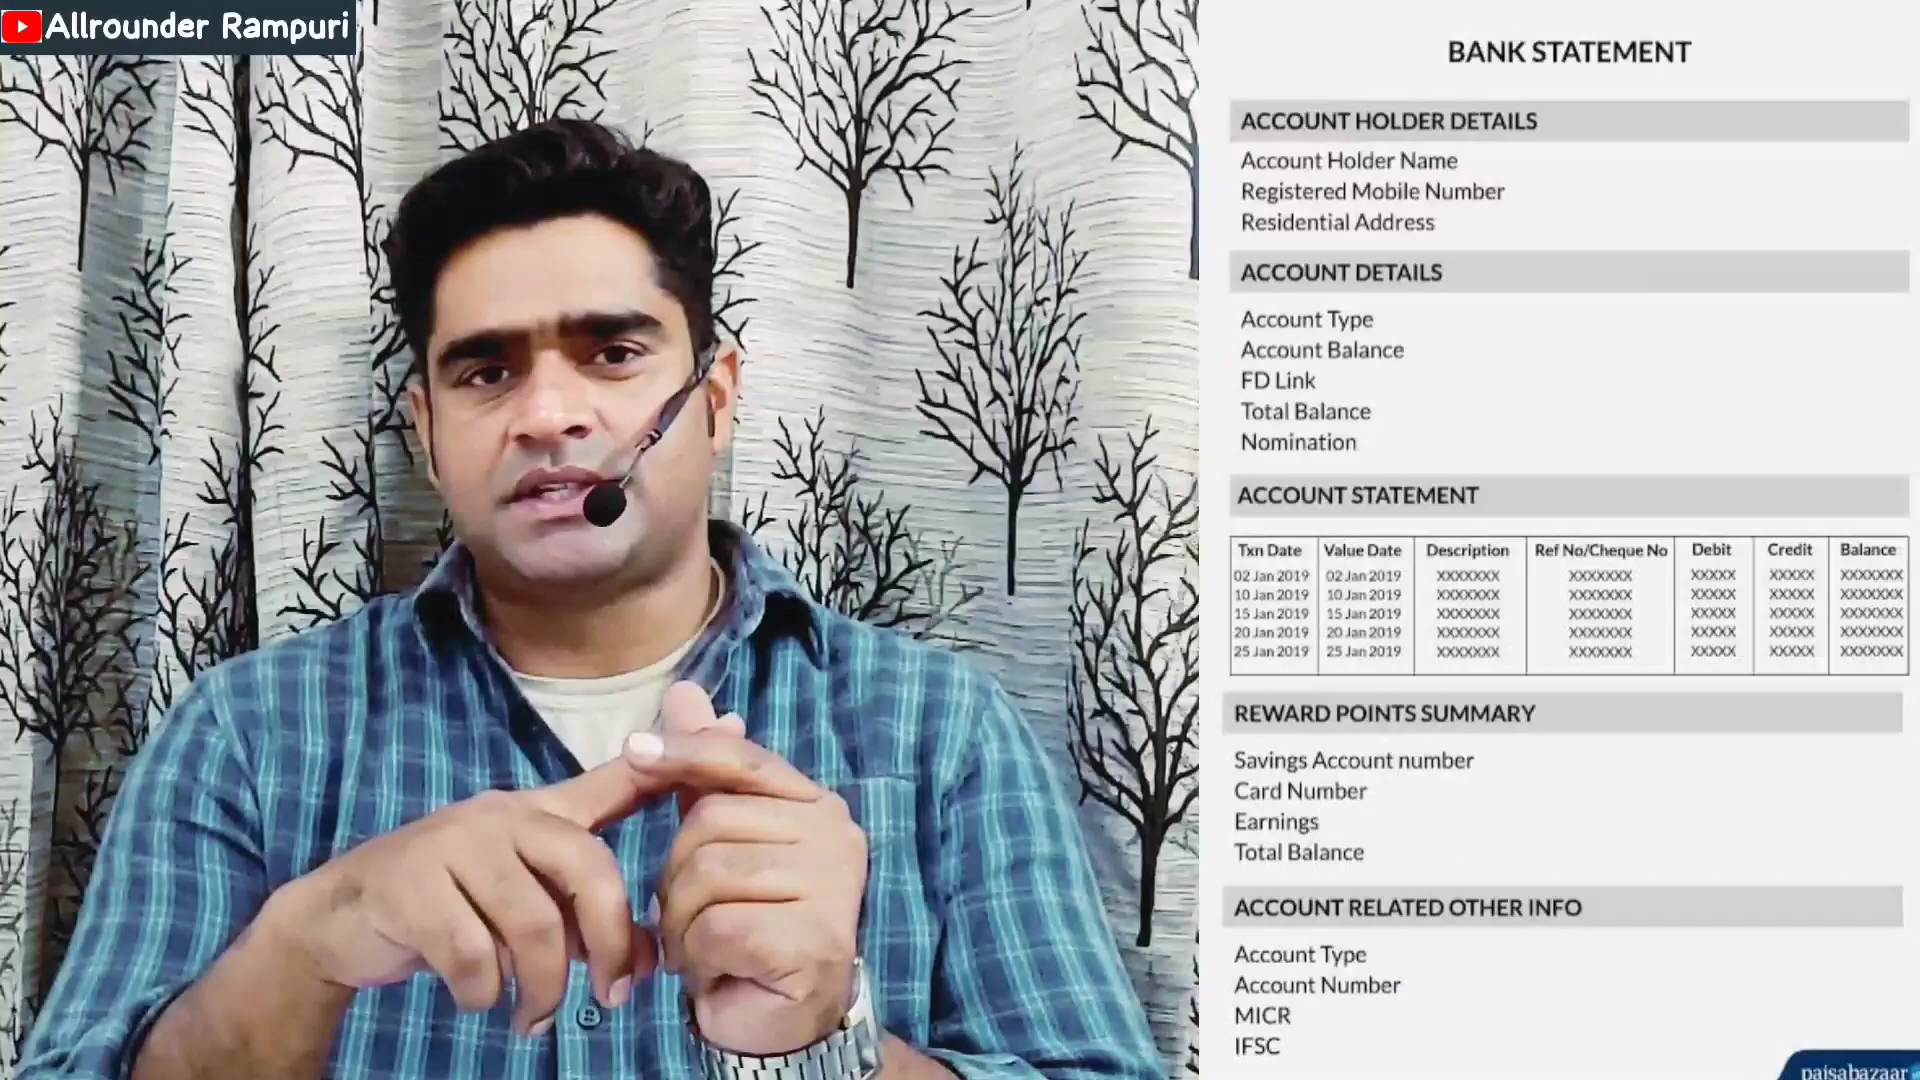 Allrounder Rampuri
BANK STATEMENT
ACCOUNT HOLDER DETAILS
Account Holder Name
Registered Mobile Number
Residential Address
ACCOUNT DETAILS
Account Type
Account Balance
FD Link
Total Balance
Nomination
ACCOUNT STATEMENT
Txn Date Value Date Description Ref No/Cheque No Debit Credit Balance
02 Jan 2019 02 Jan 2019 XXXXXXX XXXXXXX XXXXX XXXXX XXXXXXX
10 Jan 2019 10 Jan 2019 XXXXXXX XXXXXXX XXXXX XXXXX XXXXXXX
15 Jan 2019 15 Jan 2019 XXXXXXX XXXXXXX XXXXX XXXXX XXXXXXX
20 Jan 2019 20 Jan 2019 XXXXXXX XXXXXXX XXXXX XXXXX XXXXXXX
25 Jan 2019 25 Jan 2019 XXXXXXX XXXXXXX XXXXX XXXXX XXXXXXX
REWARD POINTS SUMMARY
Savings Account number
Card Number
Earnings
Total Balance
ACCOUNT RELATED OTHER INFO
Account Type
Account Number
MICR
IFSC
paisabazaar